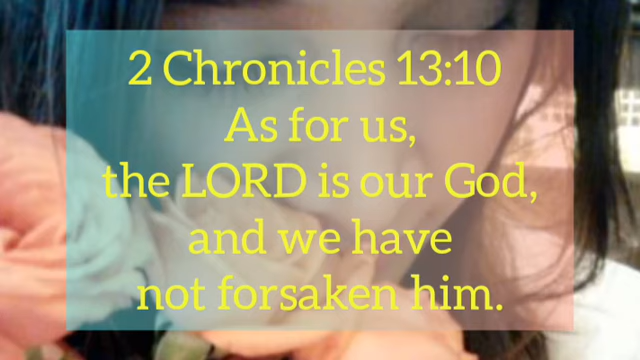 2 Chronicles 13:10
As for us,
the LORD is our God,
and we have
not forsaken him.